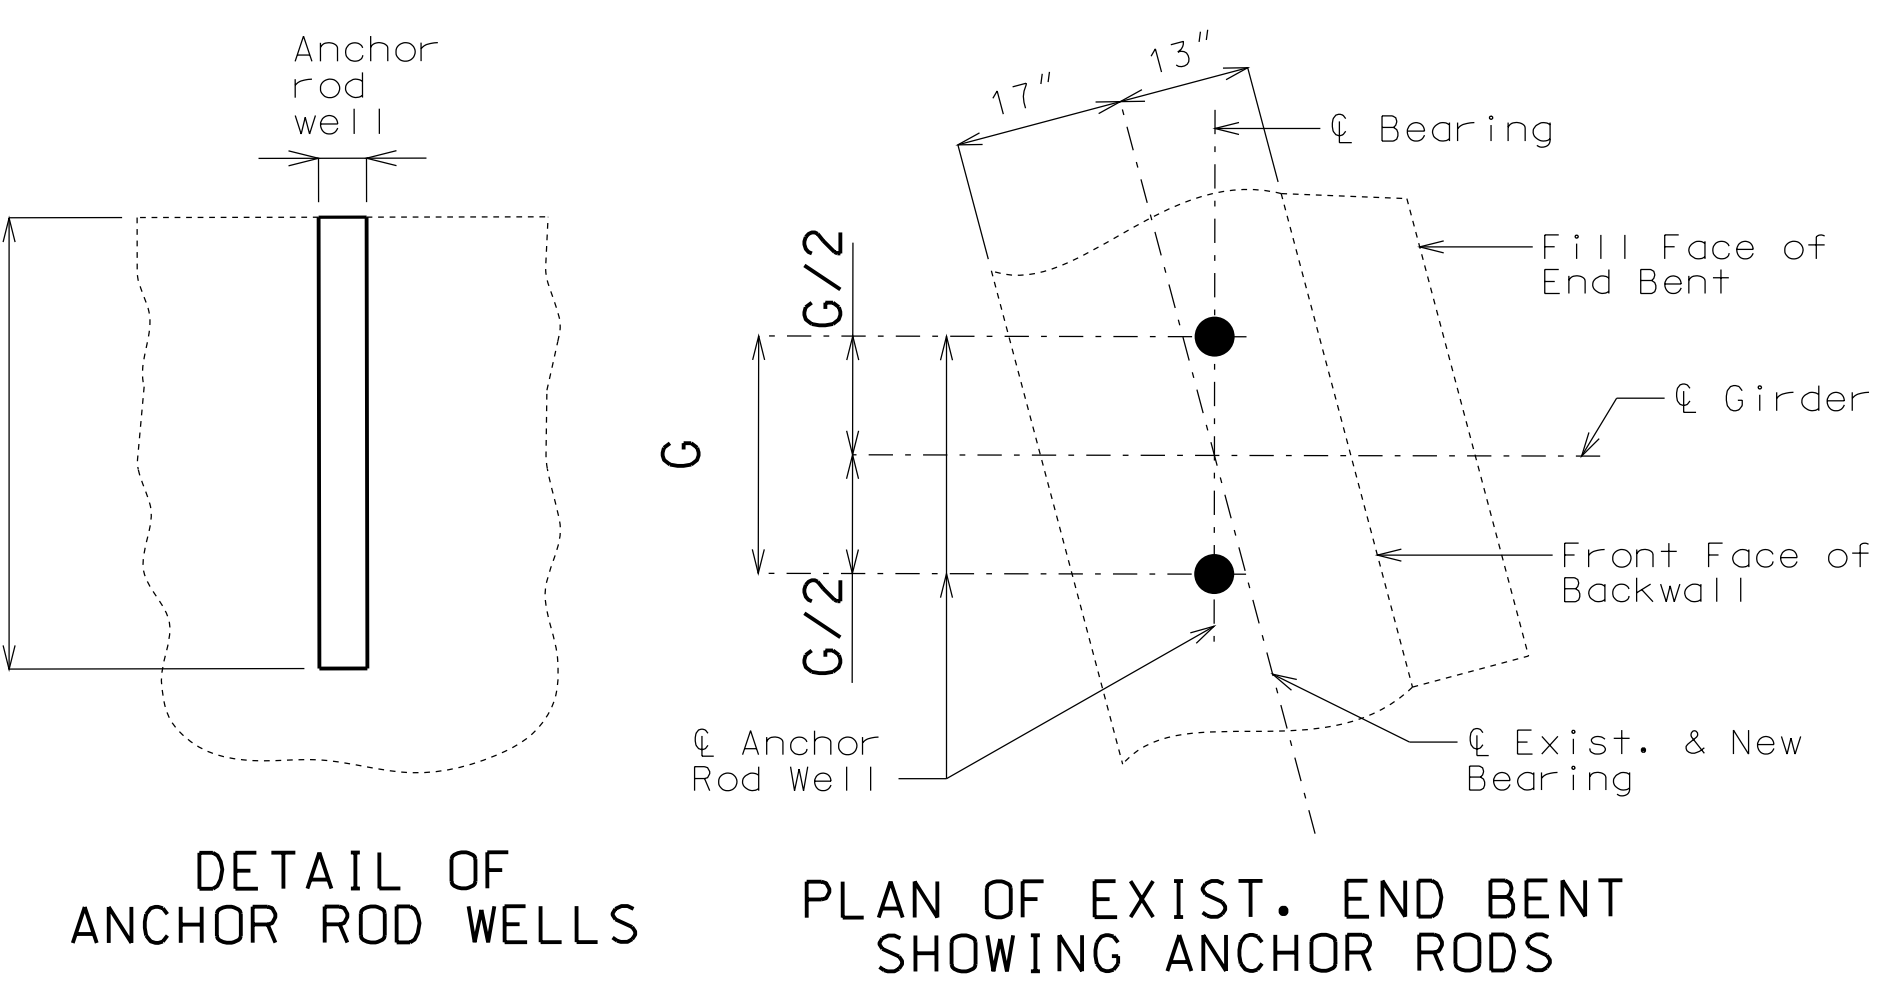 Anchor
rod
well
DETAIL OF
ANCHOR ROD WELLS
17"
13"
℄ Bearing
Fill Face of
End Bent
℄ Girder
Front Face of
Backwall
℄ Exist. & New
Bearing
G/2
G
G/2
℄ Anchor
Rod Well
PLAN OF EXIST. END BENT
SHOWING ANCHOR RODS